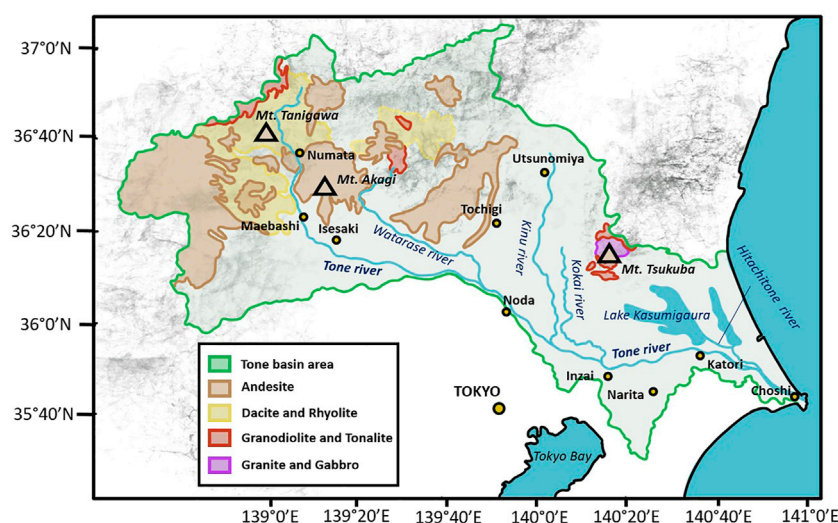 37°0′N
36°40′N
36°20′N
36°0′N
35°40′N
Mt. Tanigawa
Numata
Mt. Akagi
Maebashi
Isesaki
Watarase river
Tone river
Tochigi
Utsunomiya
Kinu river
Kokai river
Mt. Tsukuba
Hitachitone river
Lake Kasumigaura
Noda
Tone river
Inzai
Katori
Narita
Choshi
TOKYO
Tokyo Bay
Tone basin area
Andesite
Dacite and Rhyolite
Granodiolite and Tonalite
Granite and Gabbro
139°0′E
139°20′E
139°40′E
140°0′E
140°20′E
140°40′E
141°0′E